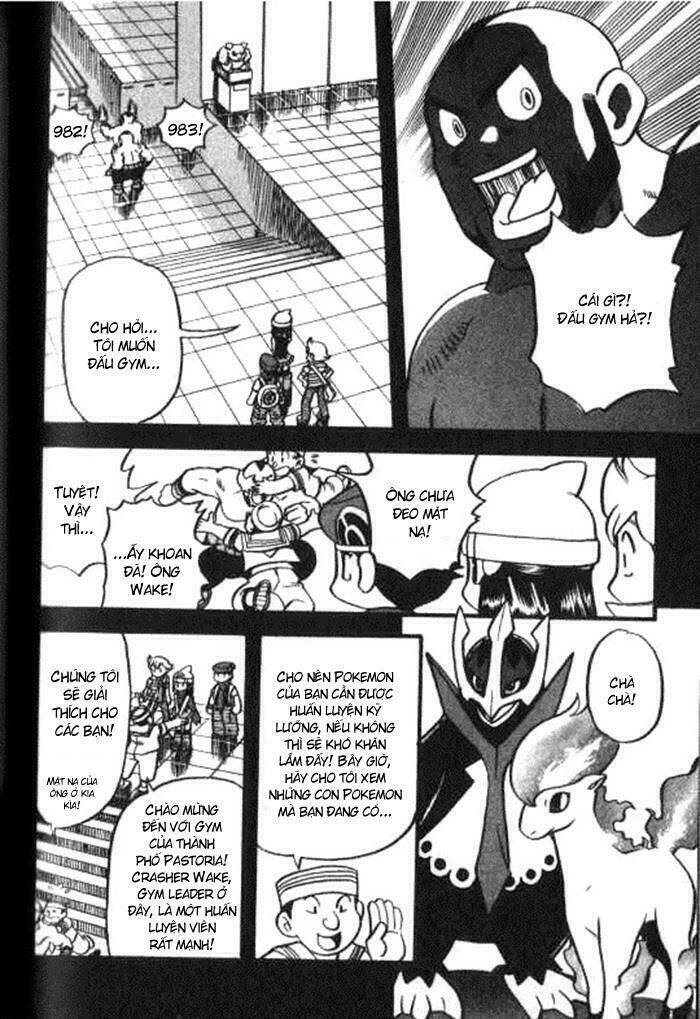 982!
983!
CHO HỎI...
TÔI MUỐN
ĐẤU GYM...
CÁI GÌ?!
ĐẤU GYM HẢ?!
TUYỆT!
VẬY
THÌ...
...ẤY KHOAN
ĐÃ! ÔNG
WAKE!
ÔNG CHƯA
ĐEO MẶT
NẠ!
CHÚNG TÔI
SẼ GIẢI
THÍCH CHO
CÁC BẠN!
MẶT NẠ CỦA
ÔNG Ở KIA
KÌA!
CHÀO MỪNG
ĐẾN VỚI GYM
CỦA THÀNH
PHỐ PASTORIA!
CRASHER WAKE,
GYM LEADER Ở
ĐÂY, LÀ MỘT HUẤN
LUYỆN VIÊN
RẤT MẠNH!
CHO NÊN POKEMON
CỦA BẠN CẦN ĐƯỢC
HUẤN LUYỆN KỸ
LƯỠNG, NẾU KHÔNG
THÌ SẼ KHÓ KHĂN
LẮM ĐẤY! BÂY GIỜ,
HÃY CHO TÔI XEM
NHỮNG CON POKEMON
MÀ BẠN ĐANG CÓ...
CHÀ
CHÀ!